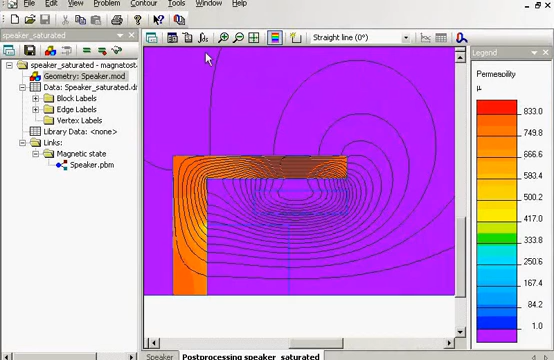 File Edit View Problem Contour Tools Window Help
speaker_saturated
Straight line (0°)
Legend
speaker_saturated - magnatost
Geometry: Speaker.mod
Data: Speaker_saturated.d
Block Labels
Edge Labels
Vertex Labels
Library Data: <none>
Links:
Magnetic state
Speaker.pbm
Permeability
μ
833.0
749.8
666.6
583.4
500.2
417.0
333.8
250.6
167.4
84.2
1.0
Speaker Postprocessing speaker_saturated